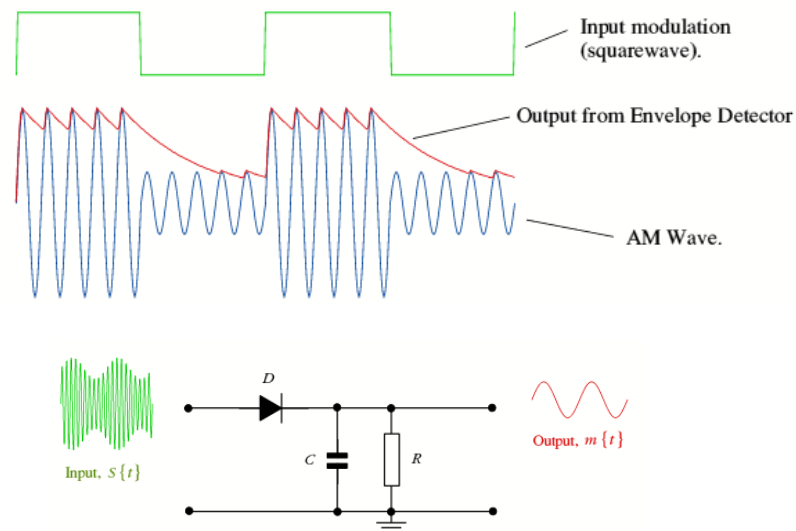 Input modulation
(squarewave).
Output from Envelope Detector
AM Wave.
D
C
R
Input, S{t}
Output, m{t}